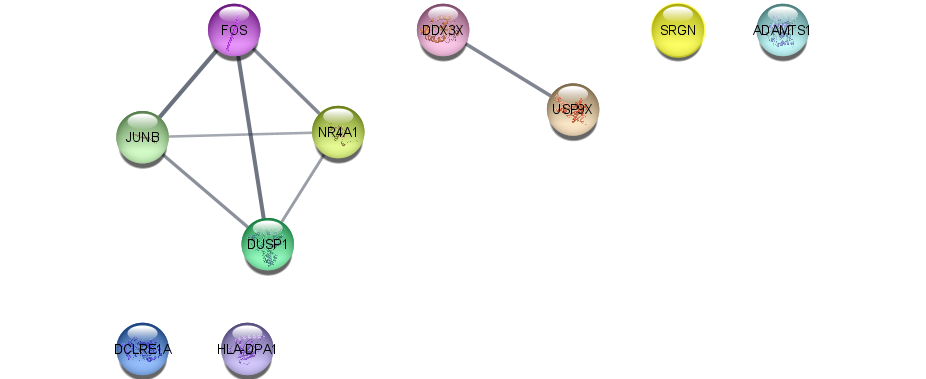 FOS
DDX3X
SRGN
ADAMTS1
USP9X
JUNB
NR4A1
DUSP1
DCLRE1A
HLA-DPA1